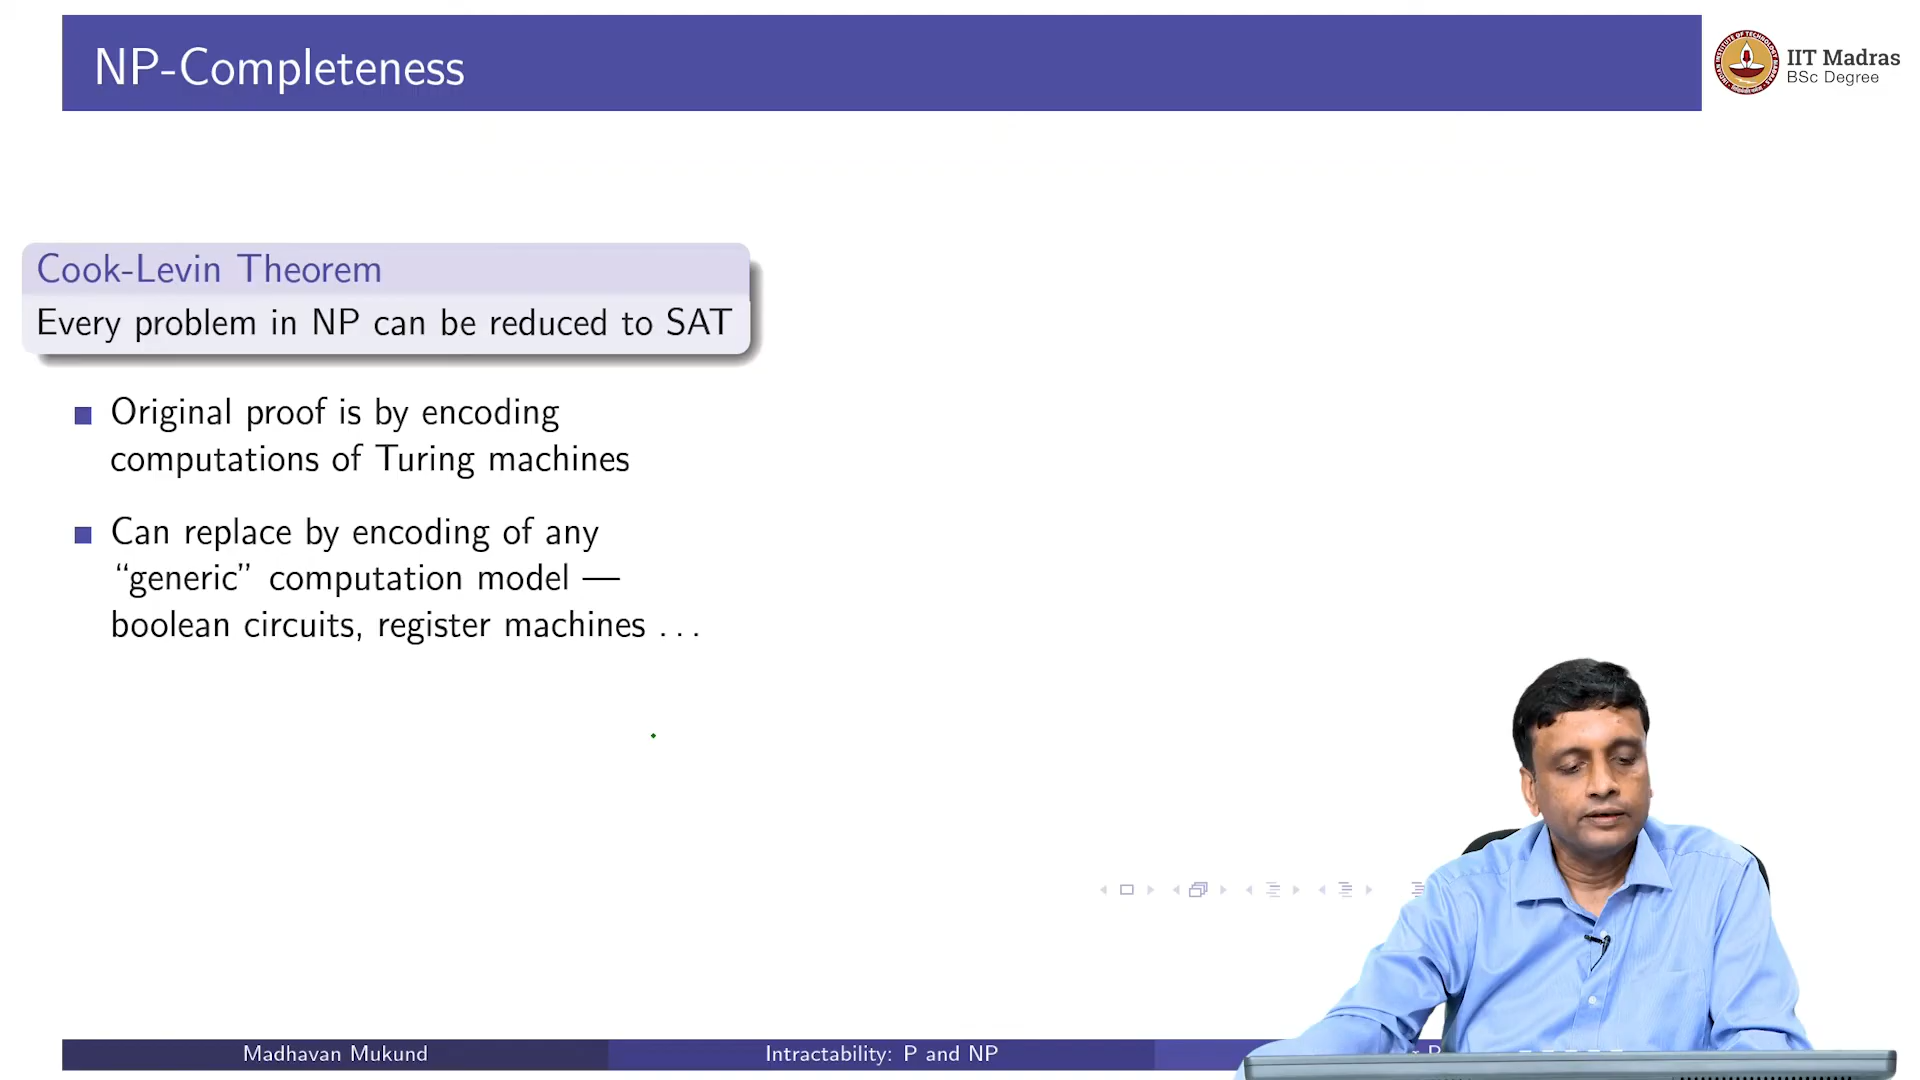 NP-Completeness
IIT Madras
BSc Degree
Cook-Levin Theorem
Every problem in NP can be reduced to SAT
Original proof is by encoding
computations of Turing machines
Can replace by encoding of any
“generic” computation model —
boolean circuits, register machines . . .
Madhavan Mukund
Intractability: P and NP